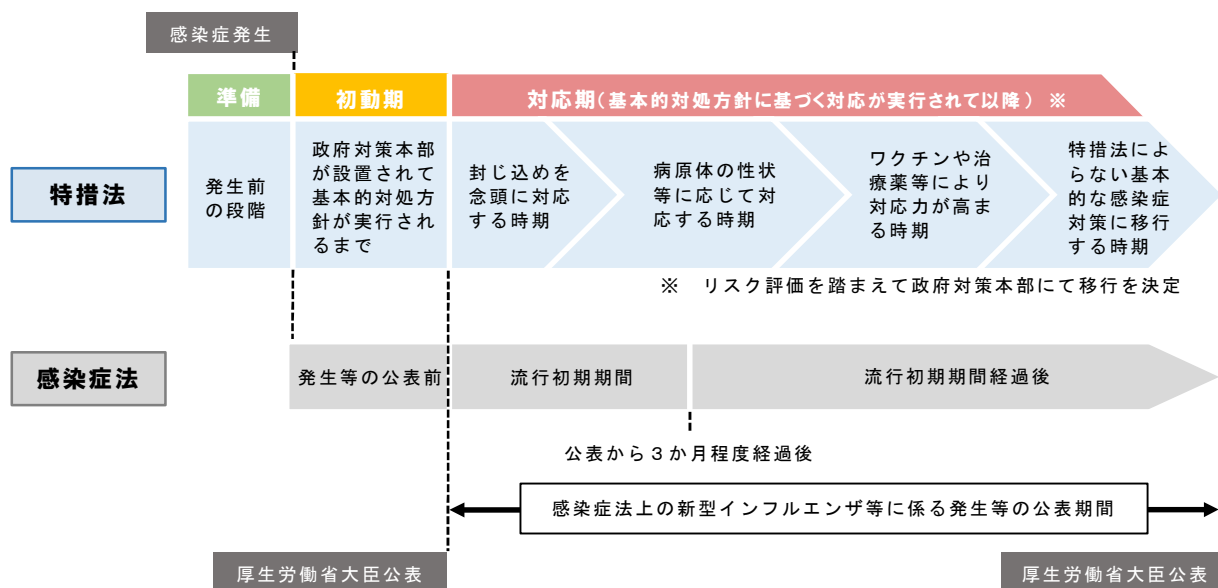 感染症発生
準備
初動期
対応期(基本的対処方針に基づく対応が実行されて以降) ※
特措法
発生前
の段階
政府対策本部
が設置されて
基本的対処方
針が実行され
るまで
封じ込めを
念頭に対応
する時期
病原体の性状
等に応じて対
応する時期
ワクチンや治
療薬等により
対応力が高ま
る時期
特措法によ
らない基本
的な感染症
対策に移行
する時期
※ リスク評価を踏まえて政府対策本部にて移行を決定
感染症法
発生等の公表前
流行初期期間
流行初期期間経過後
公表から3か月程度経過後
感染症法上の新型インフルエンザ等に係る発生等の公表期間
厚生労働省大臣公表
厚生労働省大臣公表